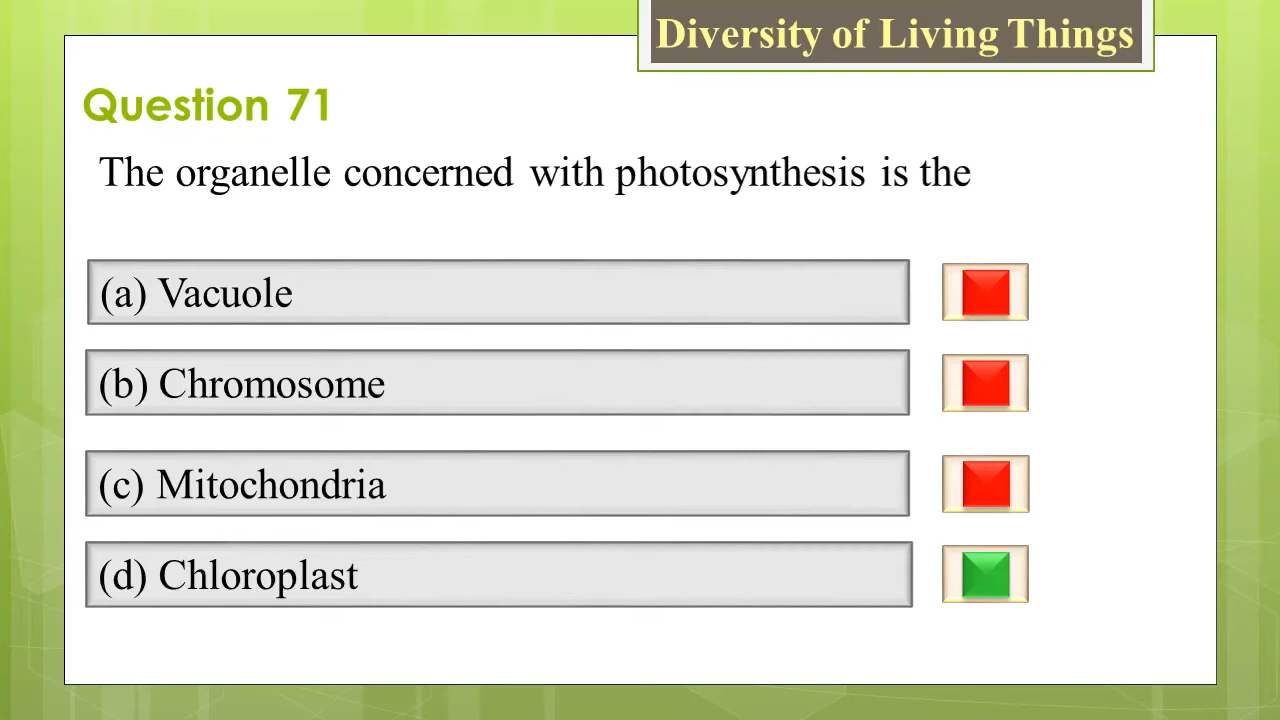 Diversity of Living Things
Question 71
The organelle concerned with photosynthesis is the
(a) Vacuole
(b) Chromosome
(c) Mitochondria
(d) Chloroplast